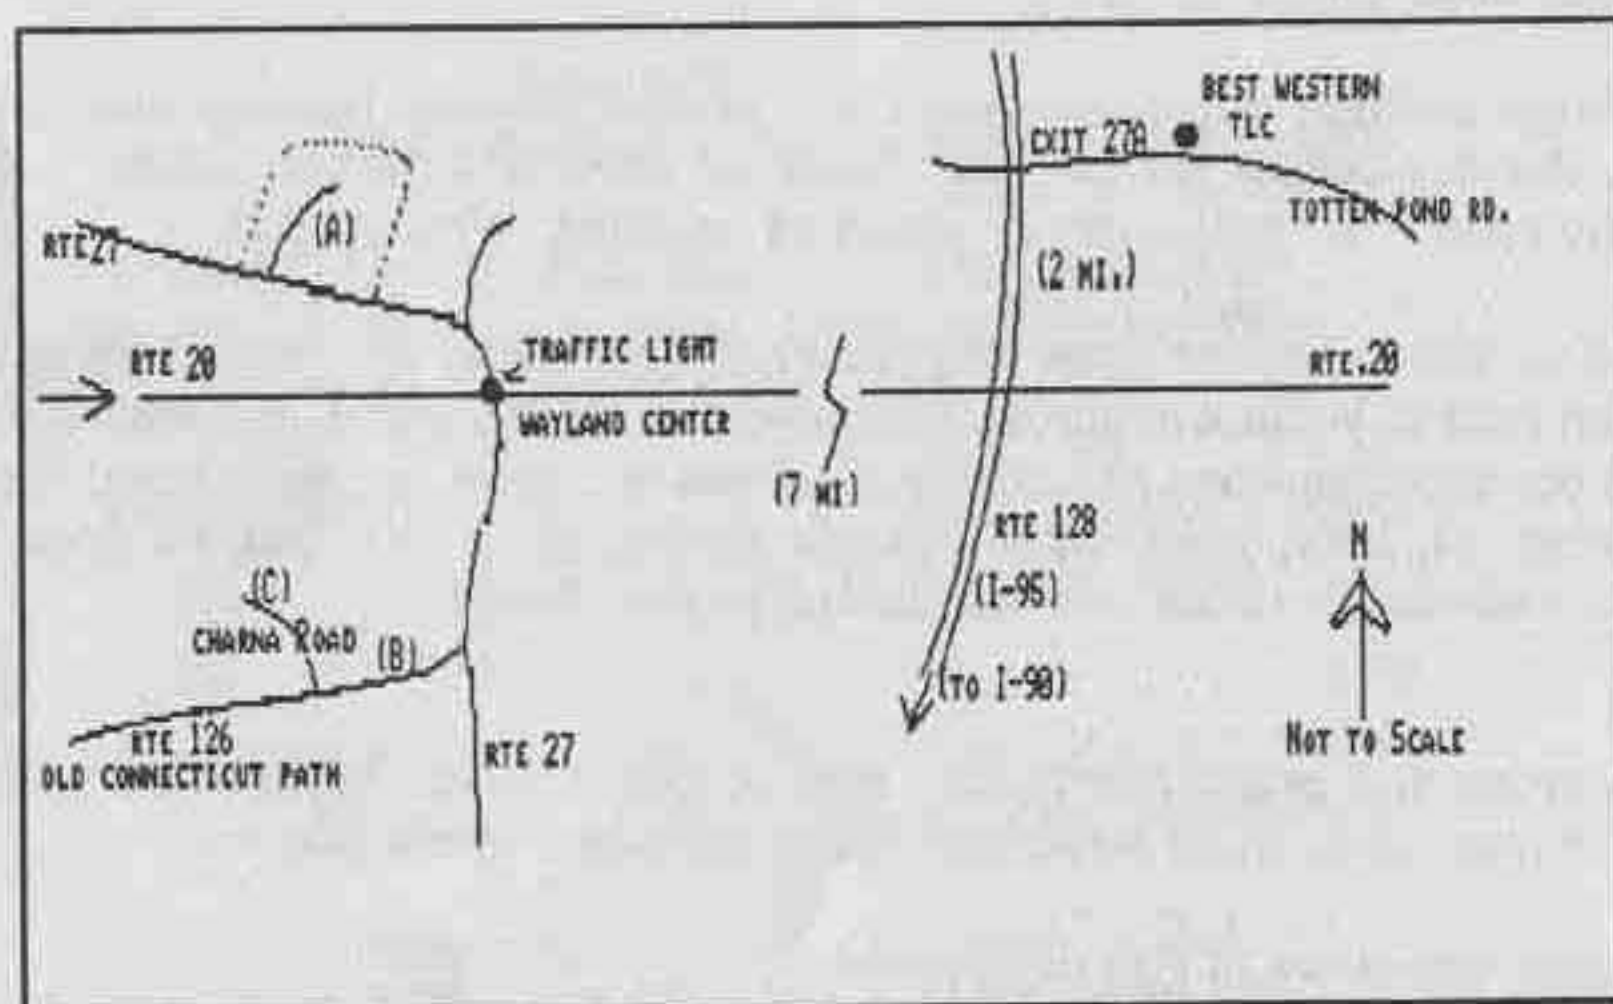 BEST WESTERN
TLC
EXIT 27A
TOTTEN POND RD.
(A)
RTE 27
(2 MI.)
TRAFFIC LIGHT
RTE 20
RTE.20
WAYLAND CENTER
(7 MI)
RTE 128
N
(C)
(I-95)
CHARNA ROAD
(B)
(TO I-90)
RTE 126
RTE 27
NOT TO SCALE
OLD CONNECTICUT PATH